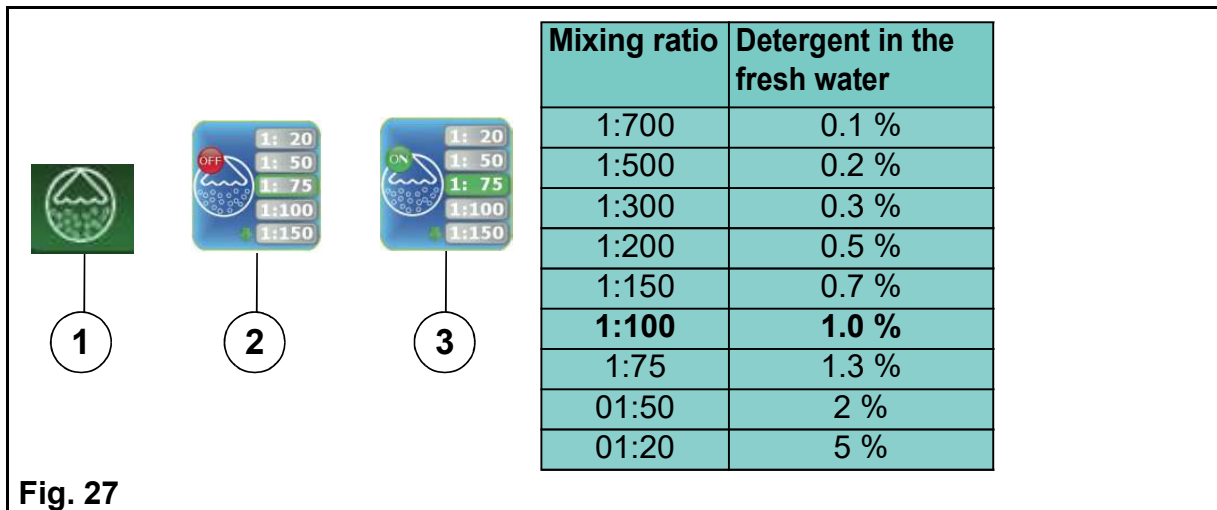 OFF
1: 20
1: 50
1: 75
1:100
1:150
ON
1: 20
1: 50
1: 75
1:100
1:150
1
2
3
Mixing ratio Detergent in the
fresh water
1:700 0.1 %
1:500 0.2 %
1:300 0.3 %
1:200 0.5 %
1:150 0.7 %
1:100 1.0 %
1:75 1.3 %
01:50 2 %
01:20 5 %
Fig. 27